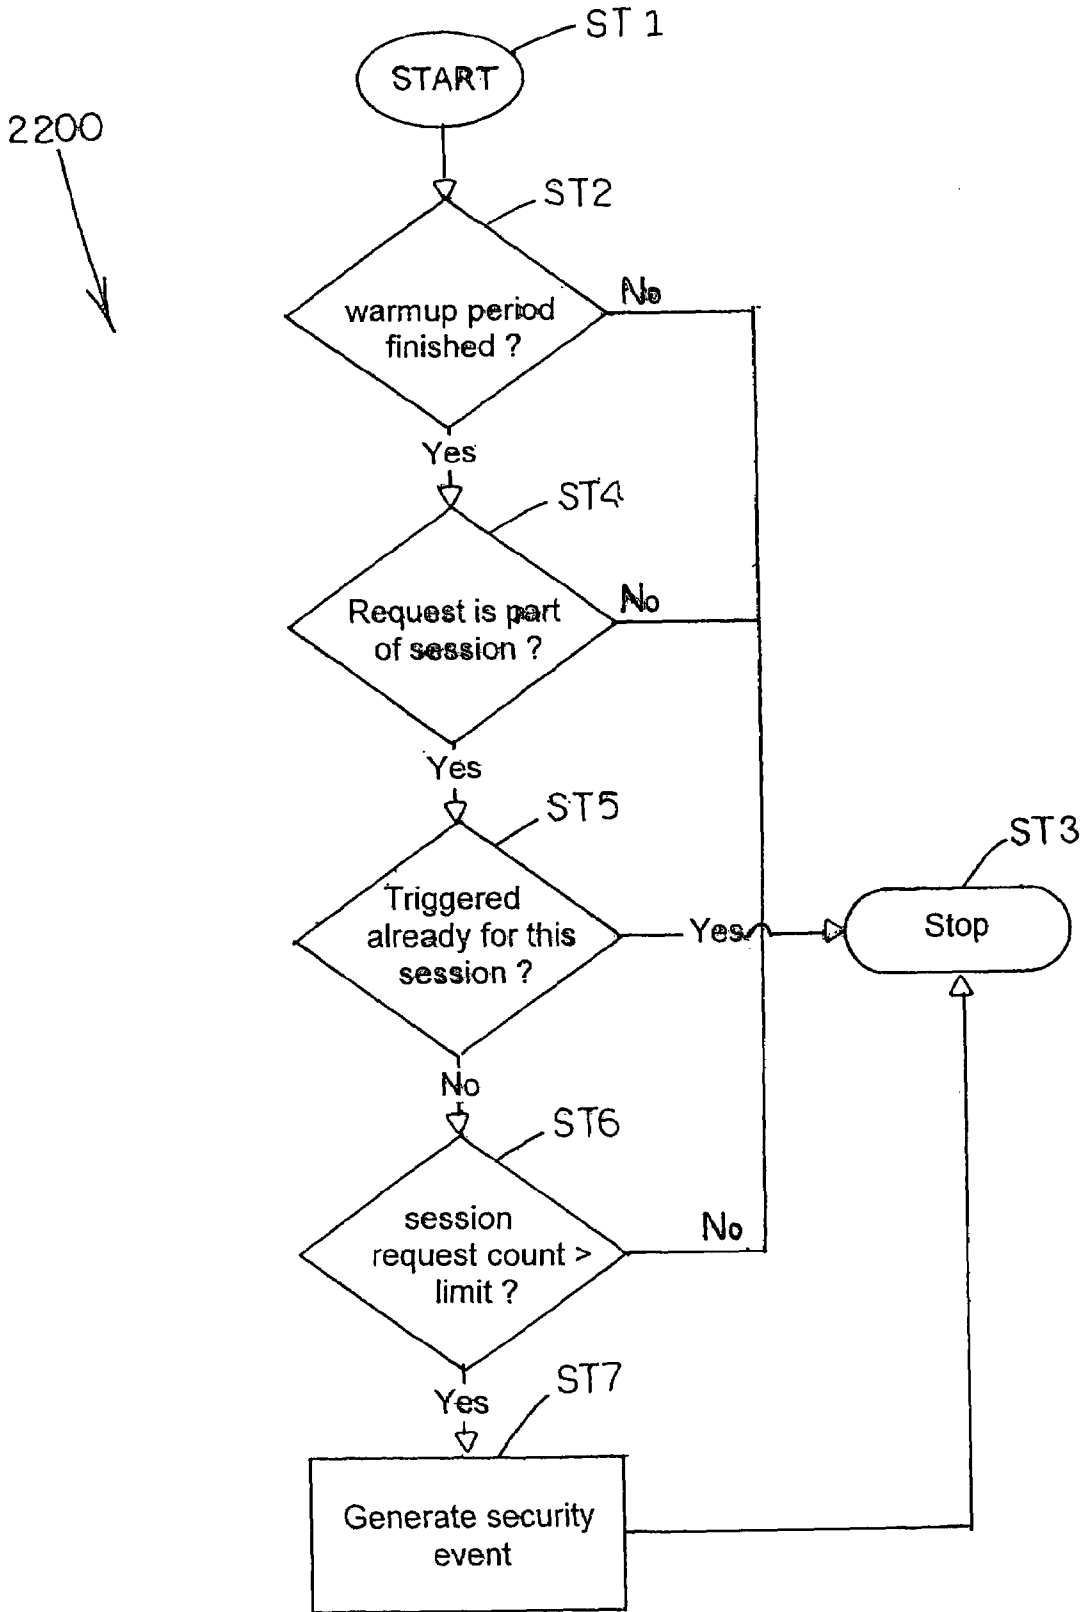 ST 1
START
2200
ST2
No
warmup period
finished ?
Yes
ST4
No
Request is part
of session ?
Yes
ST5
ST3
Triggered
already for this
session ?
Yes
Stop
No
ST6
session
request count >
limit ?
No
Yes
ST7
Generate security
event